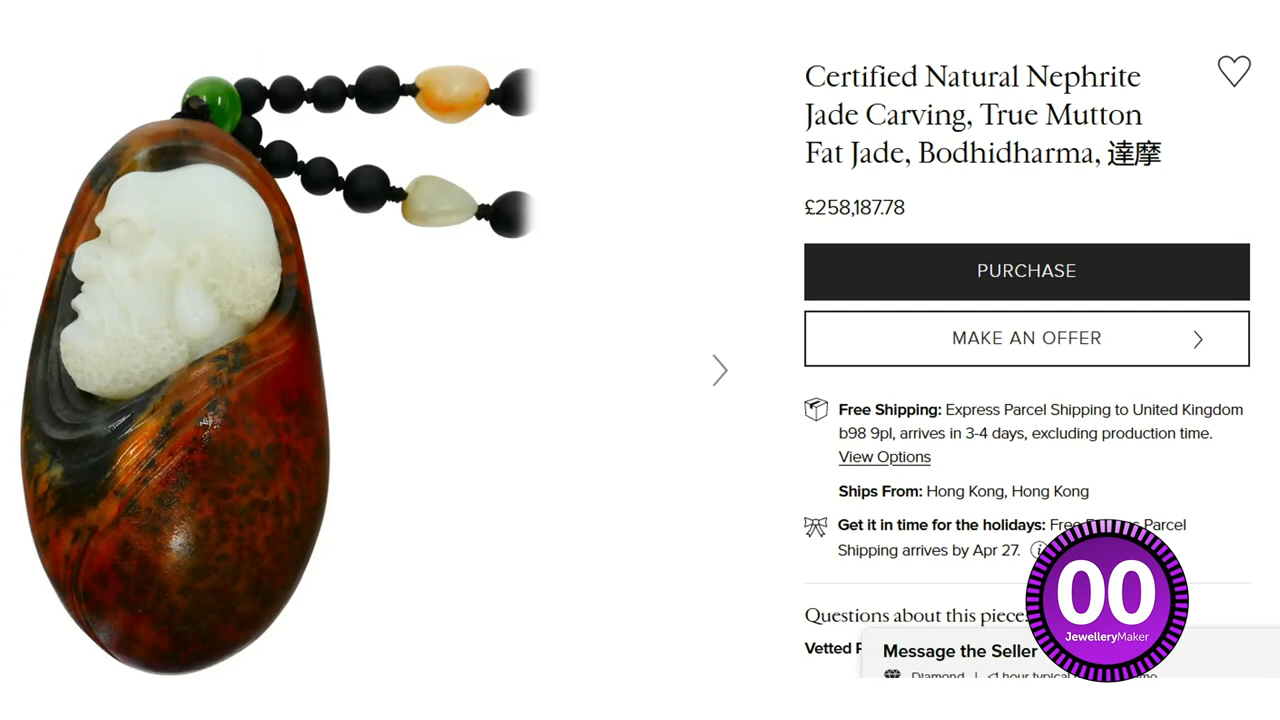 Certified Natural Nephrite
Jade Carving, True Mutton
Fat Jade, Bodhidharma, 達摩
£258,187.78
PURCHASE
MAKE AN OFFER
Free Shipping: Express Parcel Shipping to United Kingdom
b98 9pl, arrives in 3-4 days, excluding production time.
View Options
Ships From: Hong Kong, Hong Kong
Get it in time for the holidays: Free Express Parcel
Shipping arrives by Apr 27.
Questions about this piece
Vetted
Message the Seller
Diamond | <1 hour typical
00
JewelleryMaker